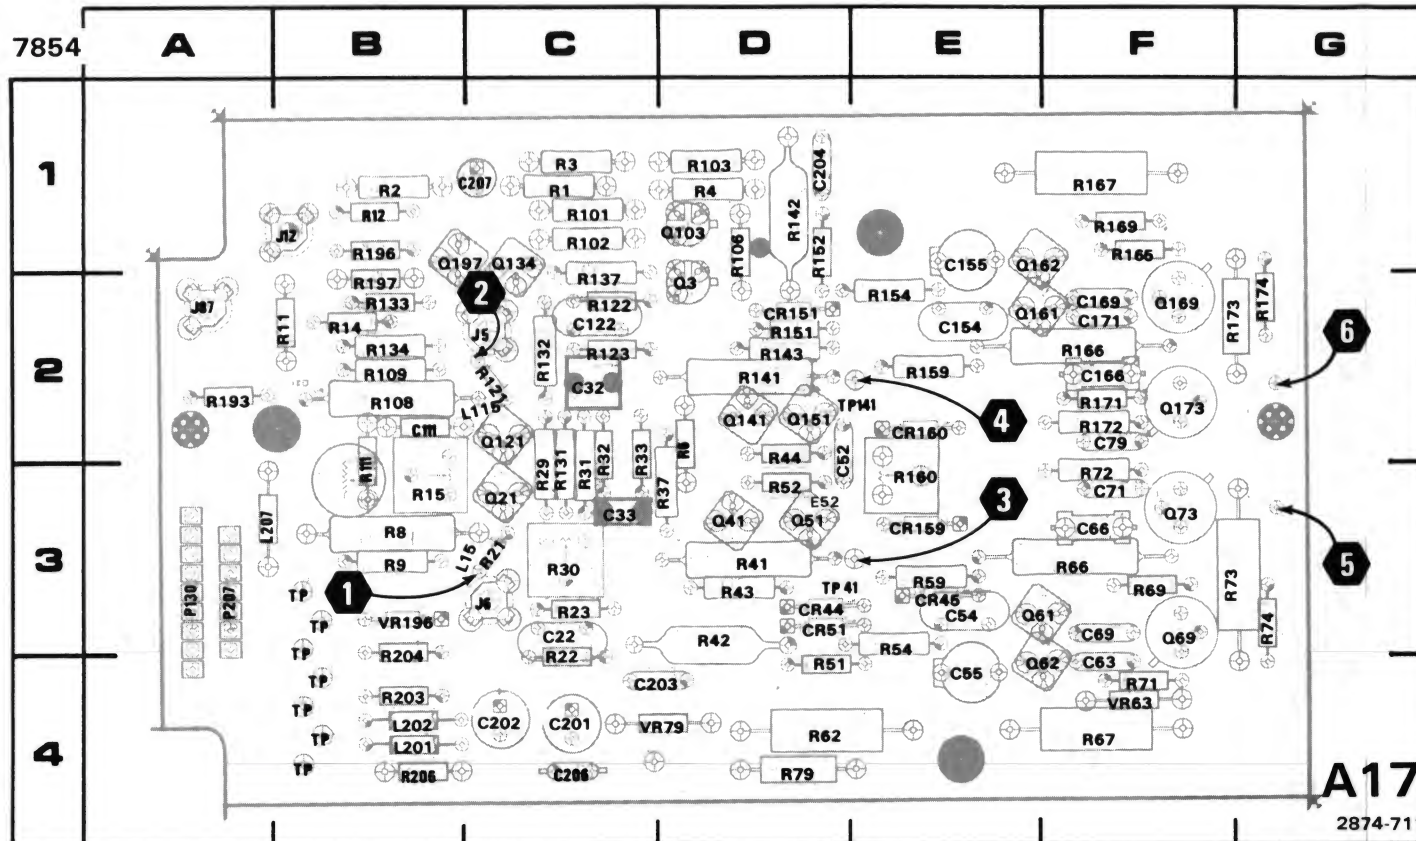 7854 A B C D E F G
1
R3 R103 C204
R2 C207 R1 R4 R167
R12 R101 R142
J12 Q103 R169
R196 Q197 Q134 R102 R106 R152 C155 Q162 R165
R197 2 R137 Q3 R154
J87 R133 R122 CR151 C169 Q169 R174
R11 R14 J5 C122 R151 C154 Q161 C171 R173 6
2
R134 R132 R123 R143 R166
R109 R121 C32 R141 R159 C166
R193 R108 L115 TP141 R171 Q173
C111 Q121 Q141 Q151 4 R172
R111 R32 R33 R6 R44 C52 CR160 C79
R15 Q21 R29 R131 R31 R37 R52 R160 R72
C33 E52 3 C71
L207 R8 Q41 Q51 CR159 C66 Q73
3
L15 R21 R30 R41 R66 5
R9 R43 TP 41 R59 R69 R73
TP 1 J6 R23 CR44 CR45
P130 P207 TP VR196 C22 CR51 C54 Q61 C69 Q69 R74
TP R204 R22 R42 R51 R54 Q62 C63
TP C203 C55 R71
R203 VR63
TP L202 C202 C201 VR79 R62 R67
TP L201
4
TP R206 C206 R79
A17
2874-71